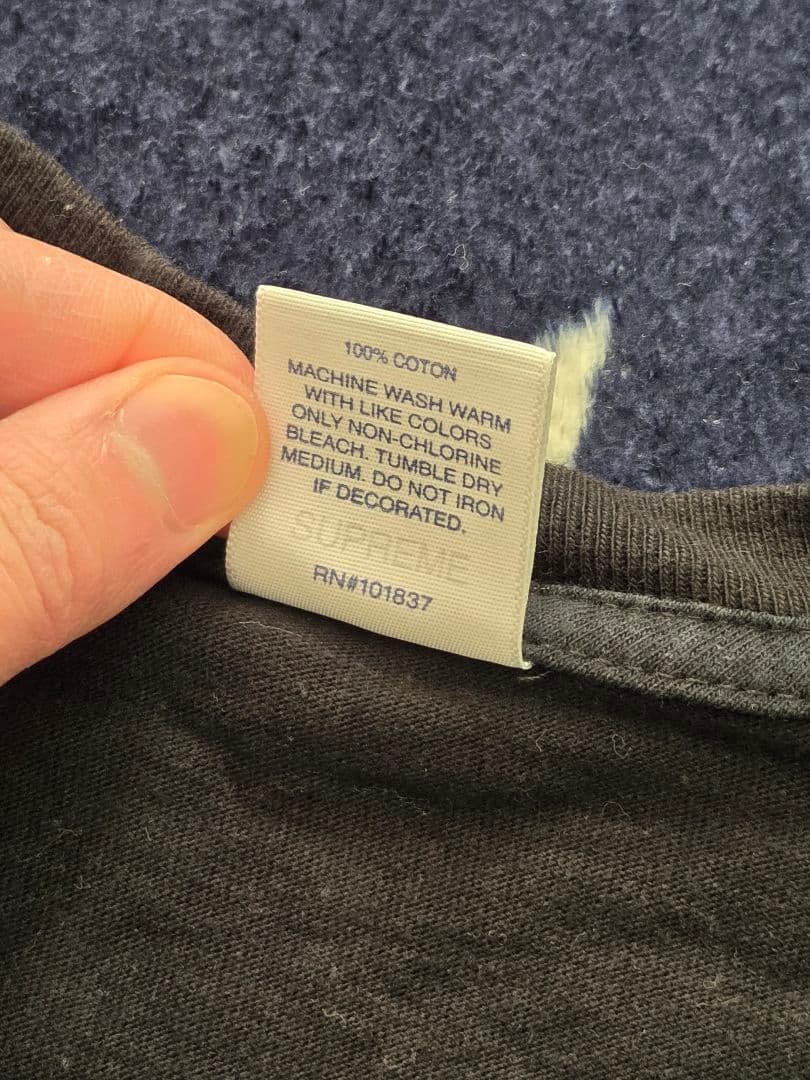 100% COTON
MACHINE WASH WARM
WITH LIKE COLORS
ONLY NON-CHLORINE
BLEACH. TUMBLE DRY
MEDIUM. DO NOT IRON
IF DECORATED.
SUPREME
RN#101837